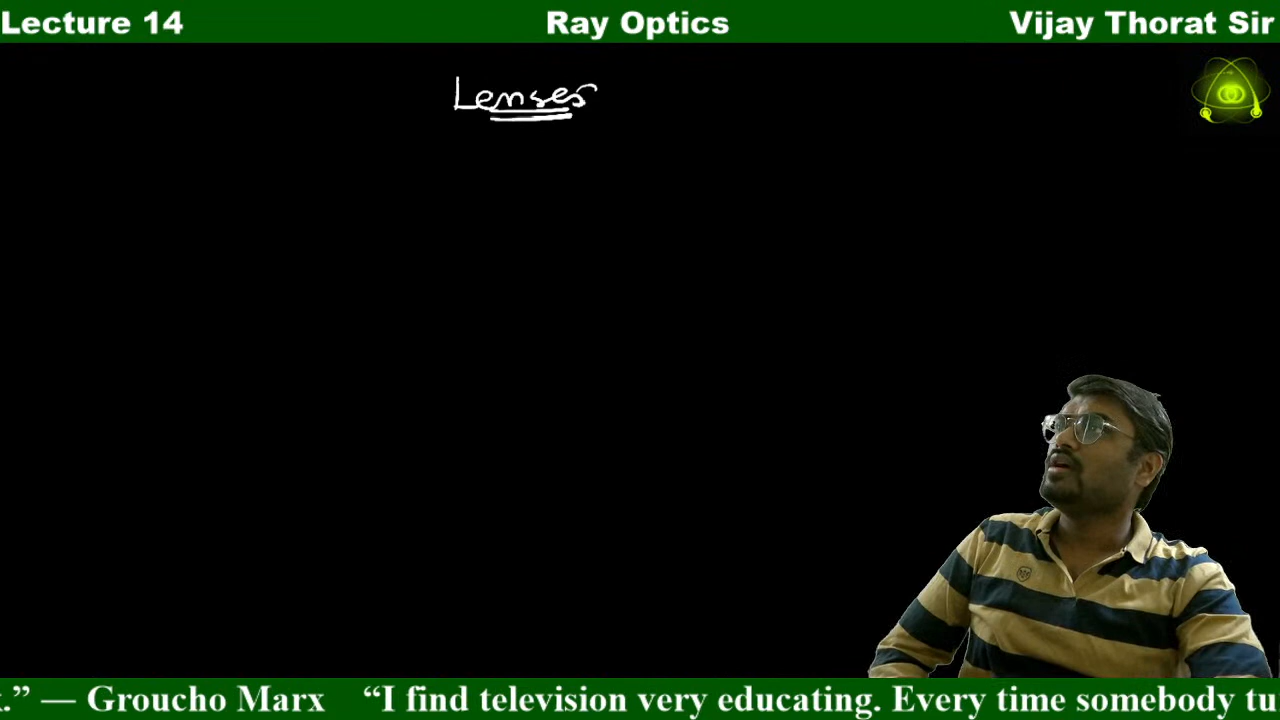 Lecture 14 Ray Optics Vijay Thorat Sir
Lenses
.” — Groucho Marx “I find television very educating. Every time somebody tu